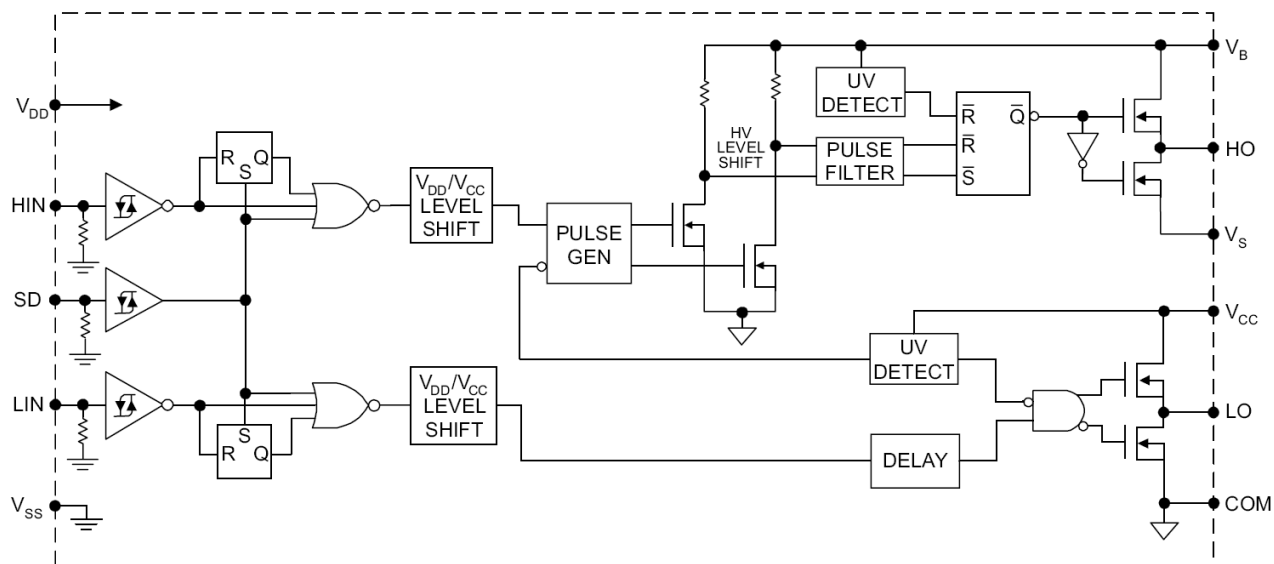 V_B
UV
DETECT
V_DD
R̅
Q̅
R Q
S
HV
LEVEL
SHIFT
R̅
HO
PULSE
FILTER
S̅
V_DD/V_CC
LEVEL
SHIFT
HIN
PULSE
GEN
V_S
SD
V_CC
UV
DETECT
V_DD/V_CC
LEVEL
SHIFT
LIN
LO
S
R Q
DELAY
V_SS
COM